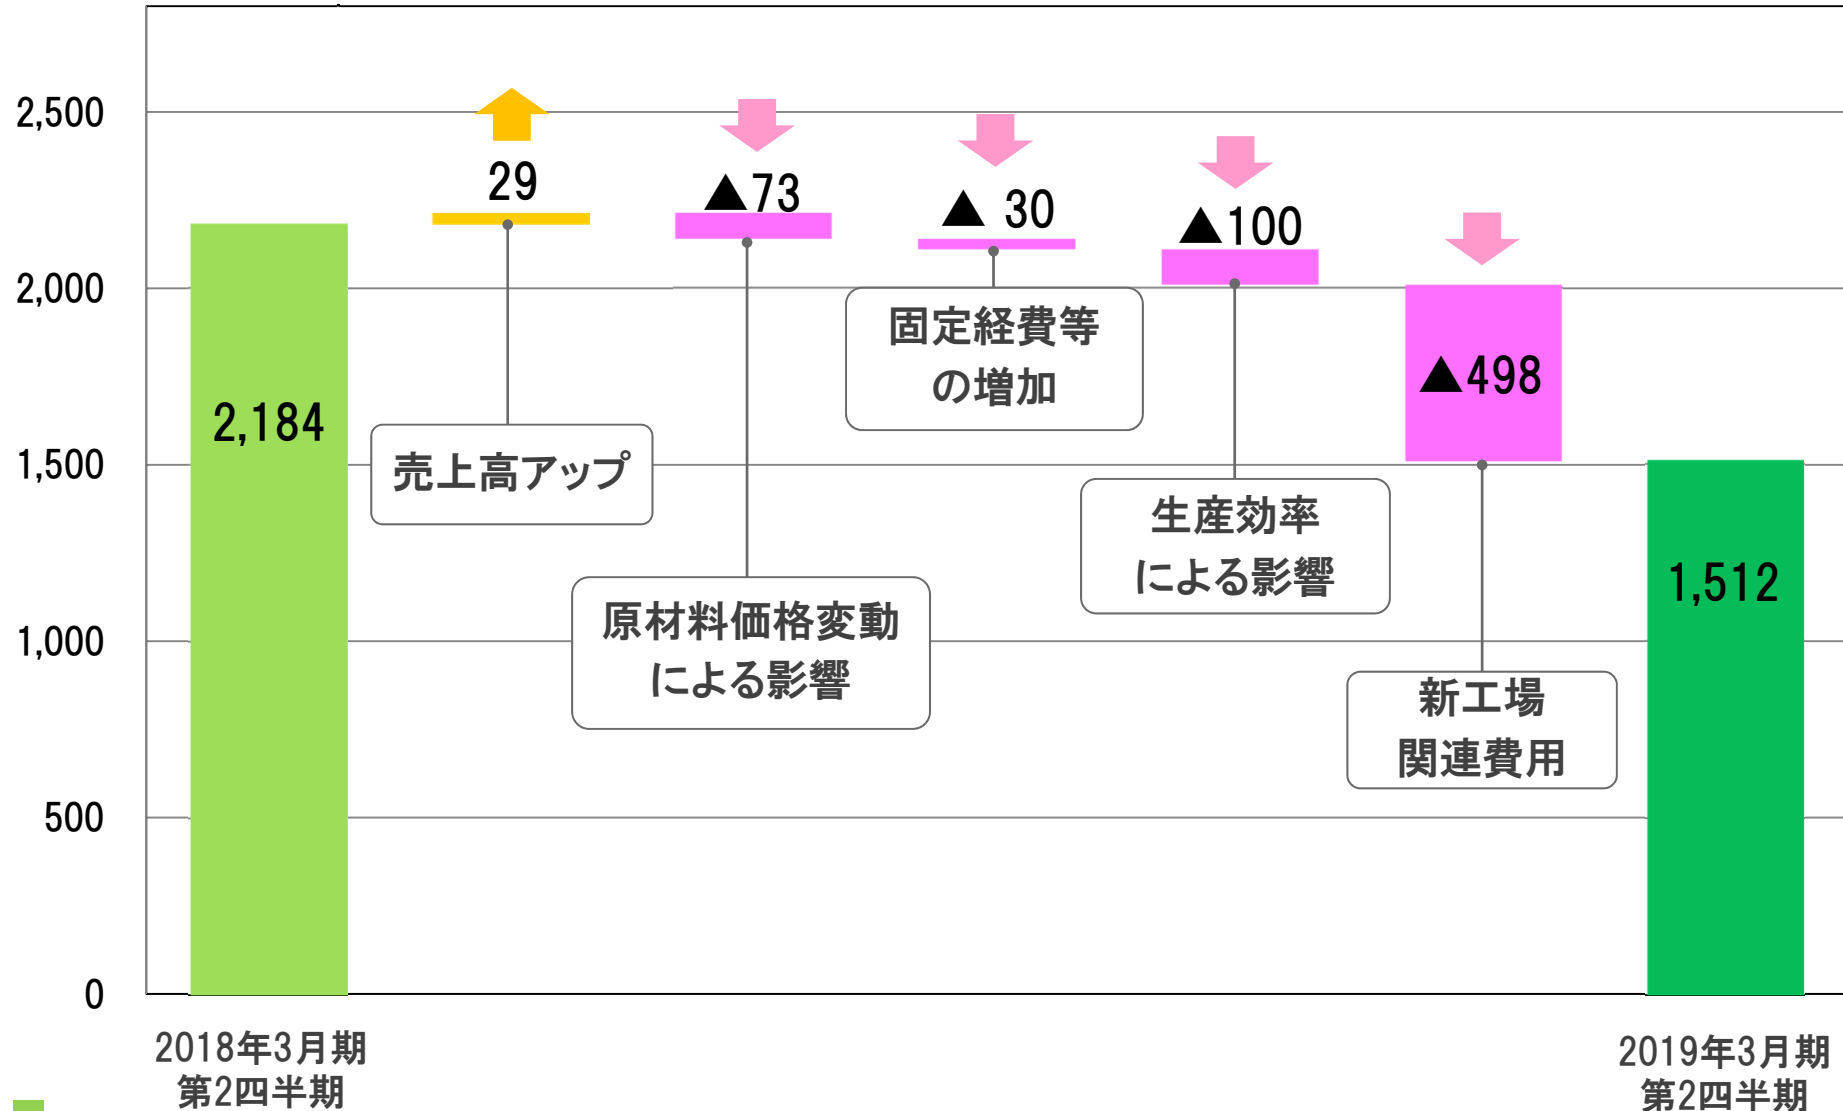 2,500
2,000
1,500
1,000
500
0
2,184
29
▲73
▲ 30
▲100
▲498
1,512
売上高アップ
原材料価格変動
による影響
固定経費等
の増加
生産効率
による影響
新工場
関連費用
2018年3月期
第2四半期
2019年3月期
第2四半期